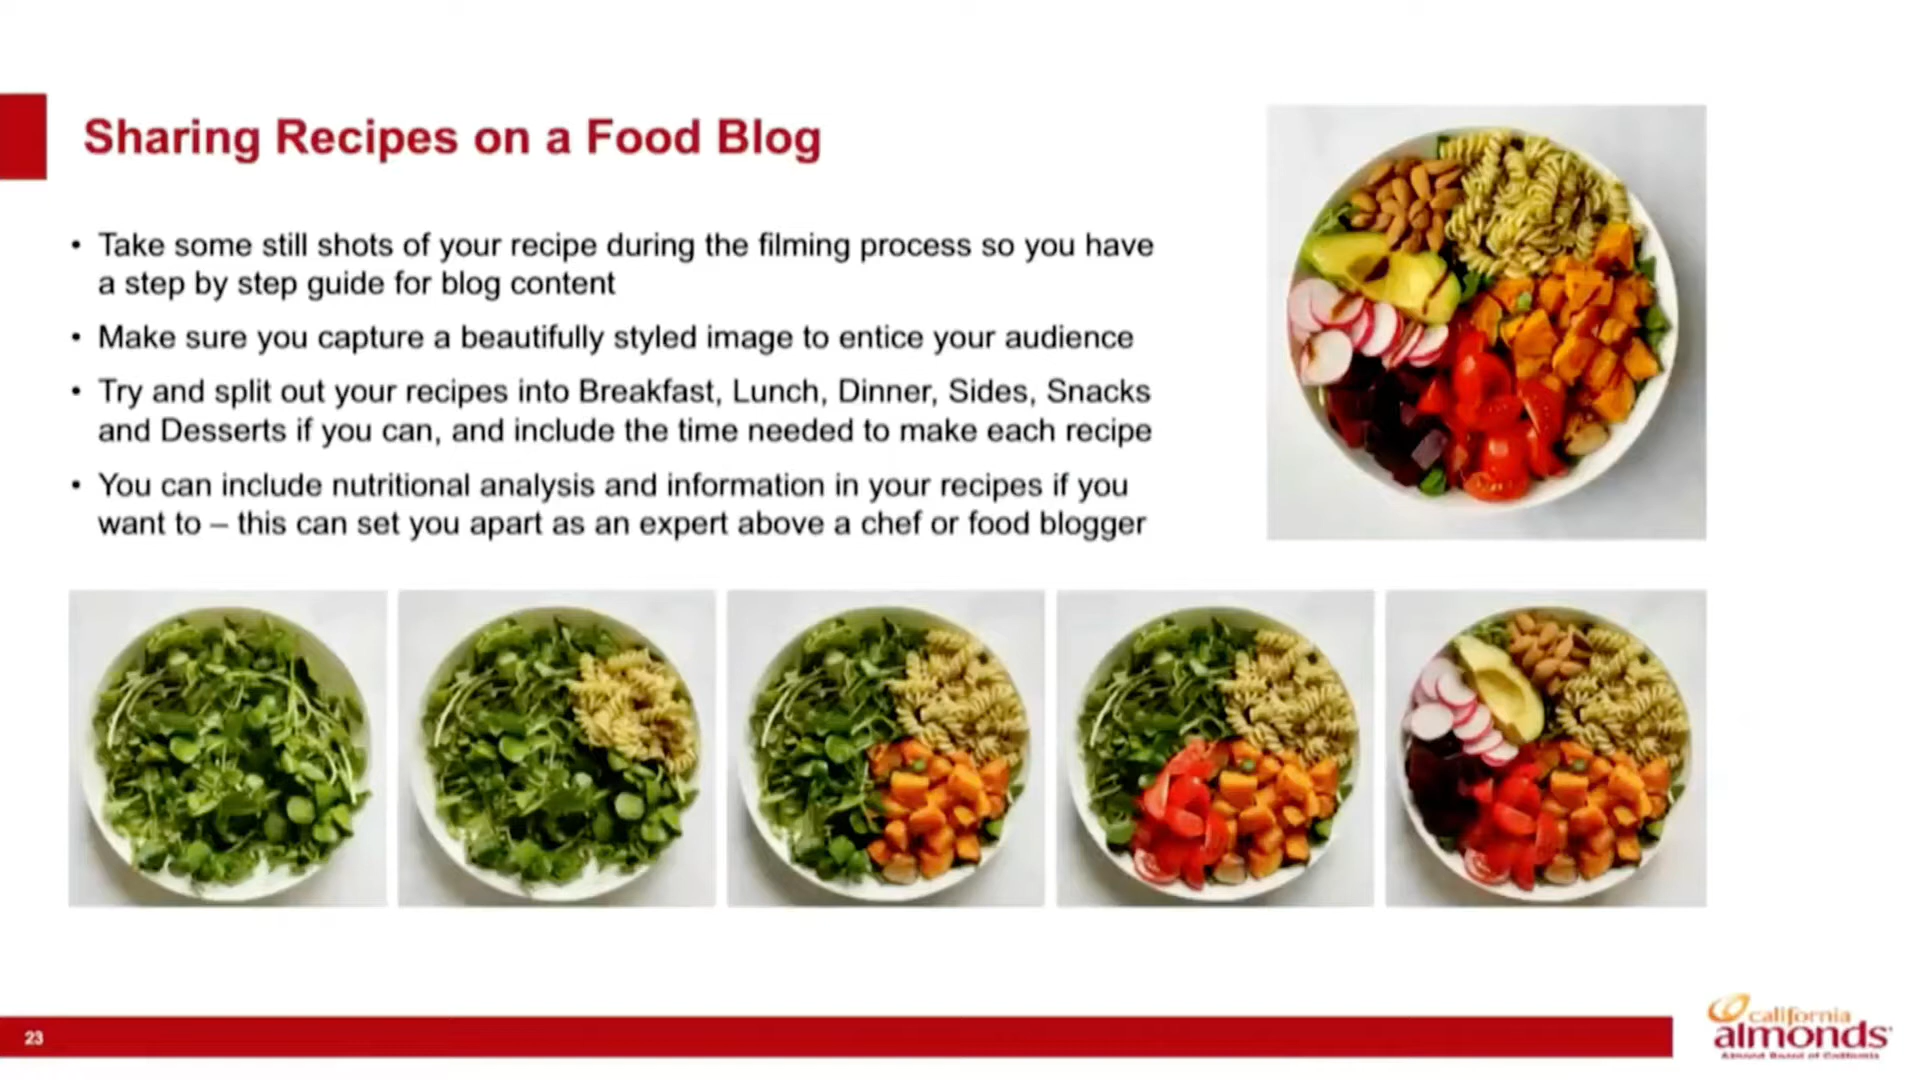 Sharing Recipes on a Food Blog
• Take some still shots of your recipe during the filming process so you have
a step by step guide for blog content
• Make sure you capture a beautifully styled image to entice your audience
• Try and split out your recipes into Breakfast, Lunch, Dinner, Sides, Snacks
and Desserts if you can, and include the time needed to make each recipe
• You can include nutritional analysis and information in your recipes if you
want to – this can set you apart as an expert above a chef or food blogger
23
california
almonds
Almond Board of California